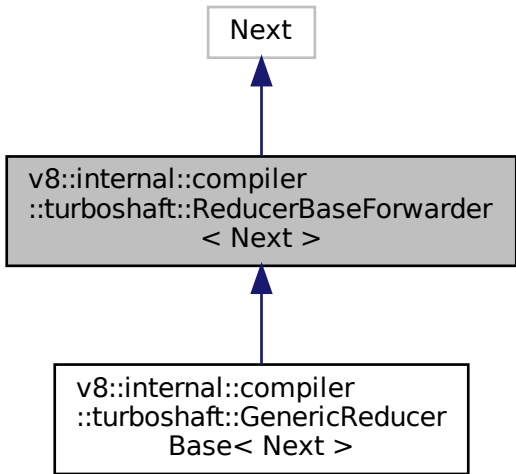 Next
v8::internal::compiler
::turboshaft::ReducerBaseForwarder
< Next >
v8::internal::compiler
::turboshaft::GenericReducer
Base< Next >